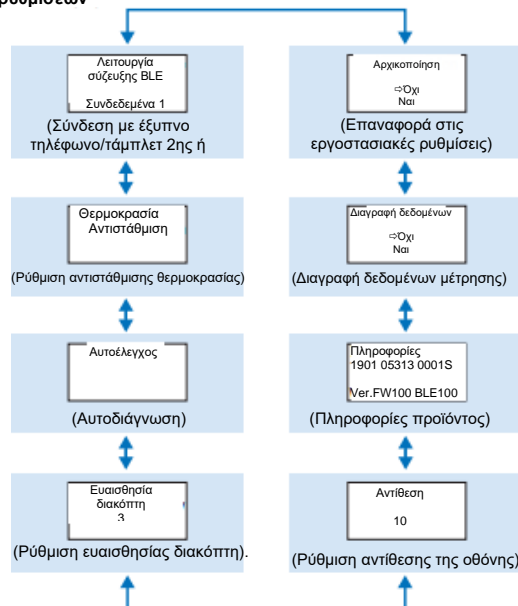 ρυθμίσεων
Λειτουργία
σύζευξης BLE
Συνδεδεμένα 1
(Σύνδεση με έξυπνο
τηλέφωνο/τάμπλετ 2ης ή
Θερμοκρασία
Αντιστάθμιση
(Ρύθμιση αντιστάθμισης θερμοκρασίας)
Αυτοέλεγχος
(Αυτοδιάγνωση)
Ευαισθησία
διακόπτη
3
(Ρύθμιση ευαισθησίας διακόπτη).
Αρχικοποίηση
⇨Όχι
Ναι
(Επαναφορά στις
εργοστασιακές ρυθμίσεις)
Διαγραφή δεδομένων
⇨Όχι
Ναι
(Διαγραφή δεδομένων μέτρησης)
Πληροφορίες
1901 05313 0001S
Ver.FW100 BLE100
(Πληροφορίες προϊόντος)
Αντίθεση
10
(Ρύθμιση αντίθεσης της οθόνης)